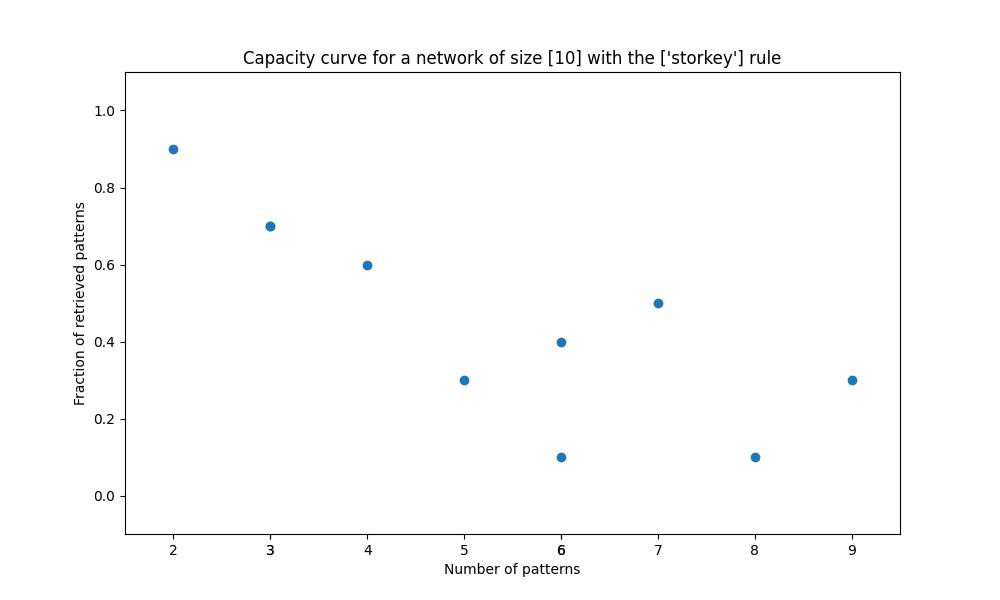 Capacity curve for a network of size [10] with the ['storkey'] rule
1.0
0.8
0.6
0.4
0.2
0.0
Fraction of retrieved patterns
2 3 4 5 6 7 8 9
Number of patterns